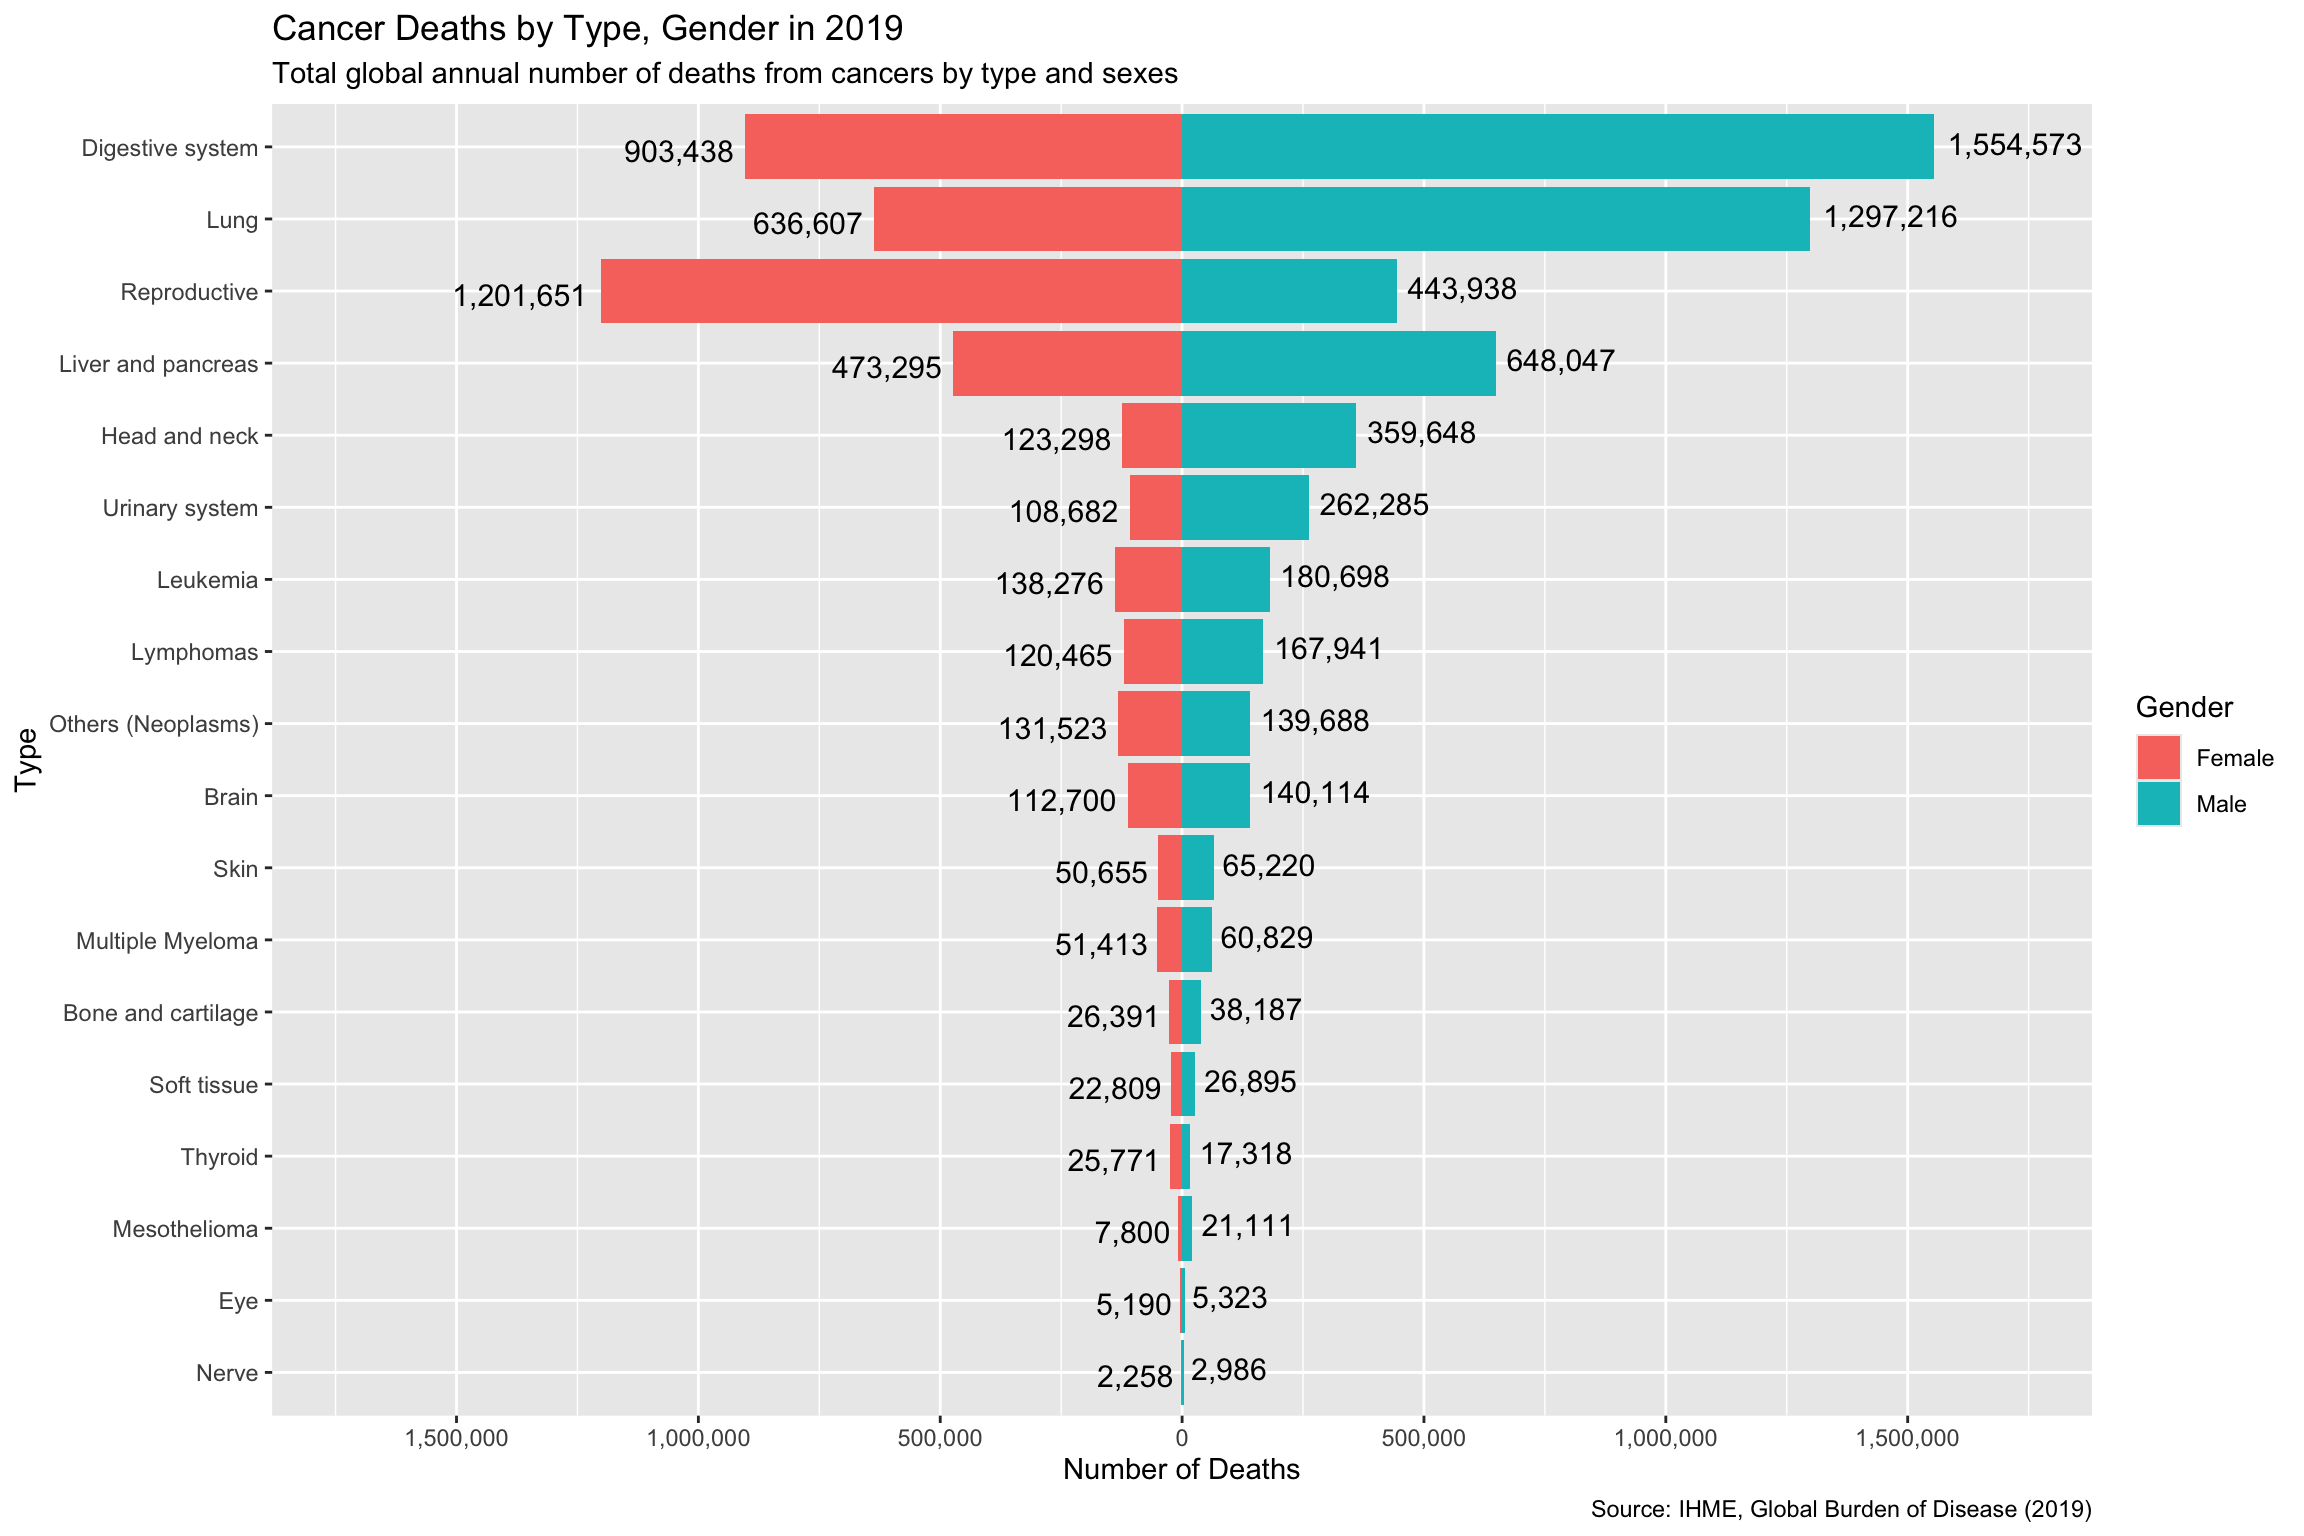 Cancer Deaths by Type, Gender in 2019
Total global annual number of deaths from cancers by type and sexes
Digestive system 903,438 1,554,573
Lung 636,607 1,297,216
Reproductive 1,201,651 443,938
Liver and pancreas 473,295 648,047
Head and neck 123,298 359,648
Urinary system 108,682 262,285
Leukemia 138,276 180,698
Lymphomas 120,465 167,941
Others (Neoplasms) 131,523 139,688
Brain 112,700 140,114
Skin 50,655 65,220
Multiple Myeloma 51,413 60,829
Bone and cartilage 26,391 38,187
Soft tissue 22,809 26,895
Thyroid 25,771 17,318
Mesothelioma 7,800 21,111
Eye 5,190 5,323
Nerve 2,258 2,986
Type
1,500,000 1,000,000 500,000 0 500,000 1,000,000 1,500,000
Number of Deaths
Gender
Female
Male
Source: IHME, Global Burden of Disease (2019)